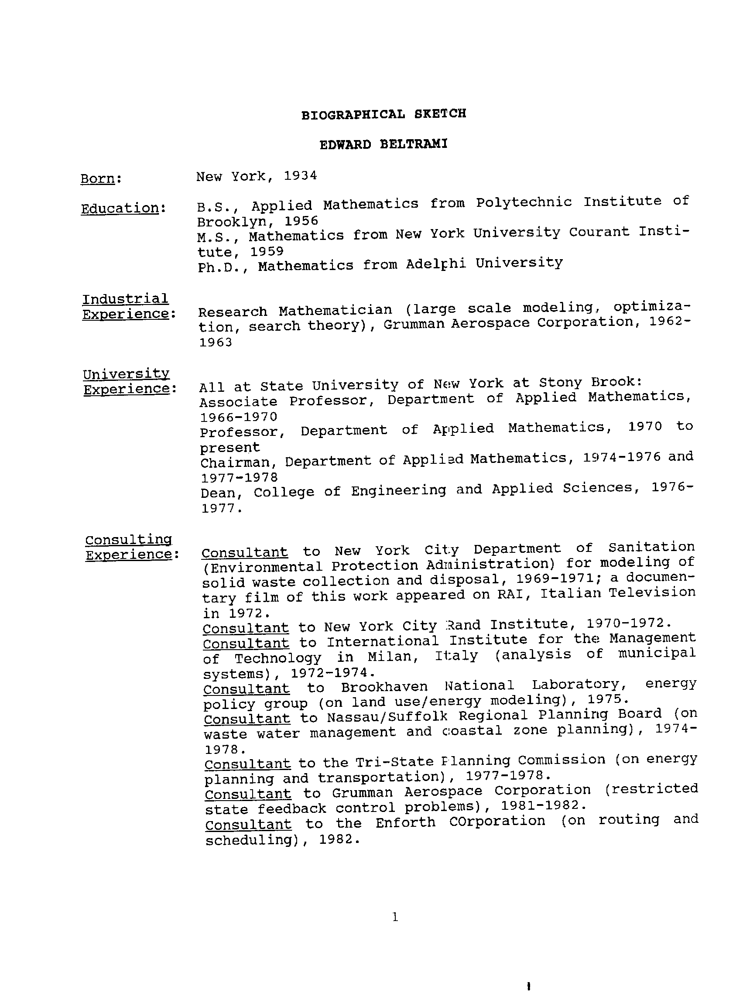 BIOGRAPHICAL SKETCH
EDWARD BELTRAMI
Born: New York, 1934
Education: B.S., Applied Mathematics from Polytechnic Institute of
Brooklyn, 1956
M.S., Mathematics from New York University Courant Insti-
tute, 1959
Ph.D., Mathematics from Adelphi University
Industrial
Experience: Research Mathematician (large scale modeling, optimiza-
tion, search theory), Grumman Aerospace Corporation, 1962-
1963
University
Experience: All at State University of New York at Stony Brook:
Associate Professor, Department of Applied Mathematics,
1966-1970
Professor, Department of Applied Mathematics, 1970 to
present
Chairman, Department of Applied Mathematics, 1974-1976 and
1977-1978
Dean, College of Engineering and Applied Sciences, 1976-
1977.
Consulting
Experience: Consultant to New York City Department of Sanitation
(Environmental Protection Administration) for modeling of
solid waste collection and disposal, 1969-1971; a documen-
tary film of this work appeared on RAI, Italian Television
in 1972.
Consultant to New York City Rand Institute, 1970-1972.
Consultant to International Institute for the Management
of Technology in Milan, Italy (analysis of municipal
systems), 1972-1974.
Consultant to Brookhaven National Laboratory, energy
policy group (on land use/energy modeling), 1975.
Consultant to Nassau/Suffolk Regional Planning Board (on
waste water management and coastal zone planning), 1974-
1978.
Consultant to the Tri-State Planning Commission (on energy
planning and transportation), 1977-1978.
Consultant to Grumman Aerospace Corporation (restricted
state feedback control problems), 1981-1982.
Consultant to the Enforth COrporation (on routing and
scheduling), 1982.
1